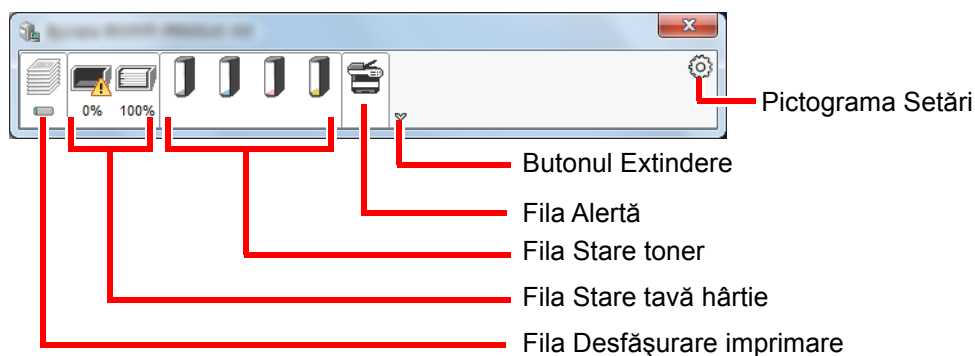 0% 100%
Pictograma Setări
Butonul Extindere
Fila Alertă
Fila Stare toner
Fila Stare tavă hârtie
Fila Desfăşurare imprimare